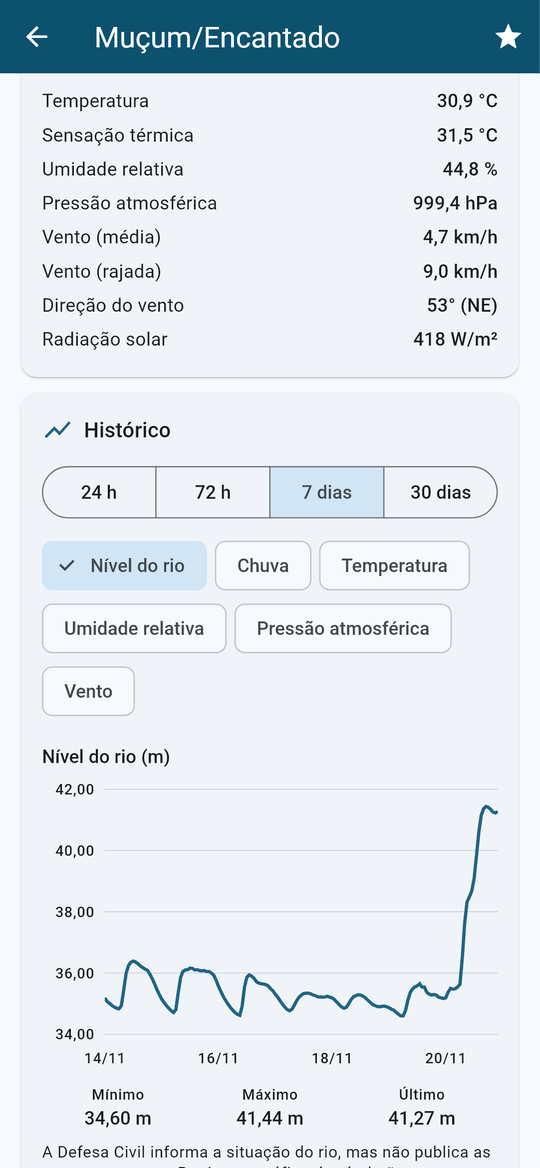 Muçum/Encantado
Temperatura 30,9 °C
Sensação térmica 31,5 °C
Umidade relativa 44,8 %
Pressão atmosférica 999,4 hPa
Vento (média) 4,7 km/h
Vento (rajada) 9,0 km/h
Direção do vento 53° (NE)
Radiação solar 418 W/m²
Histórico
24 h 72 h 7 dias 30 dias
Nível do rio Chuva Temperatura
Umidade relativa Pressão atmosférica
Vento
Nível do rio (m)
42,00
40,00
38,00
36,00
34,00
14/11 16/11 18/11 20/11
Mínimo Máximo Último
34,60 m 41,44 m 41,27 m
A Defesa Civil informa a situação do rio, mas não publica as